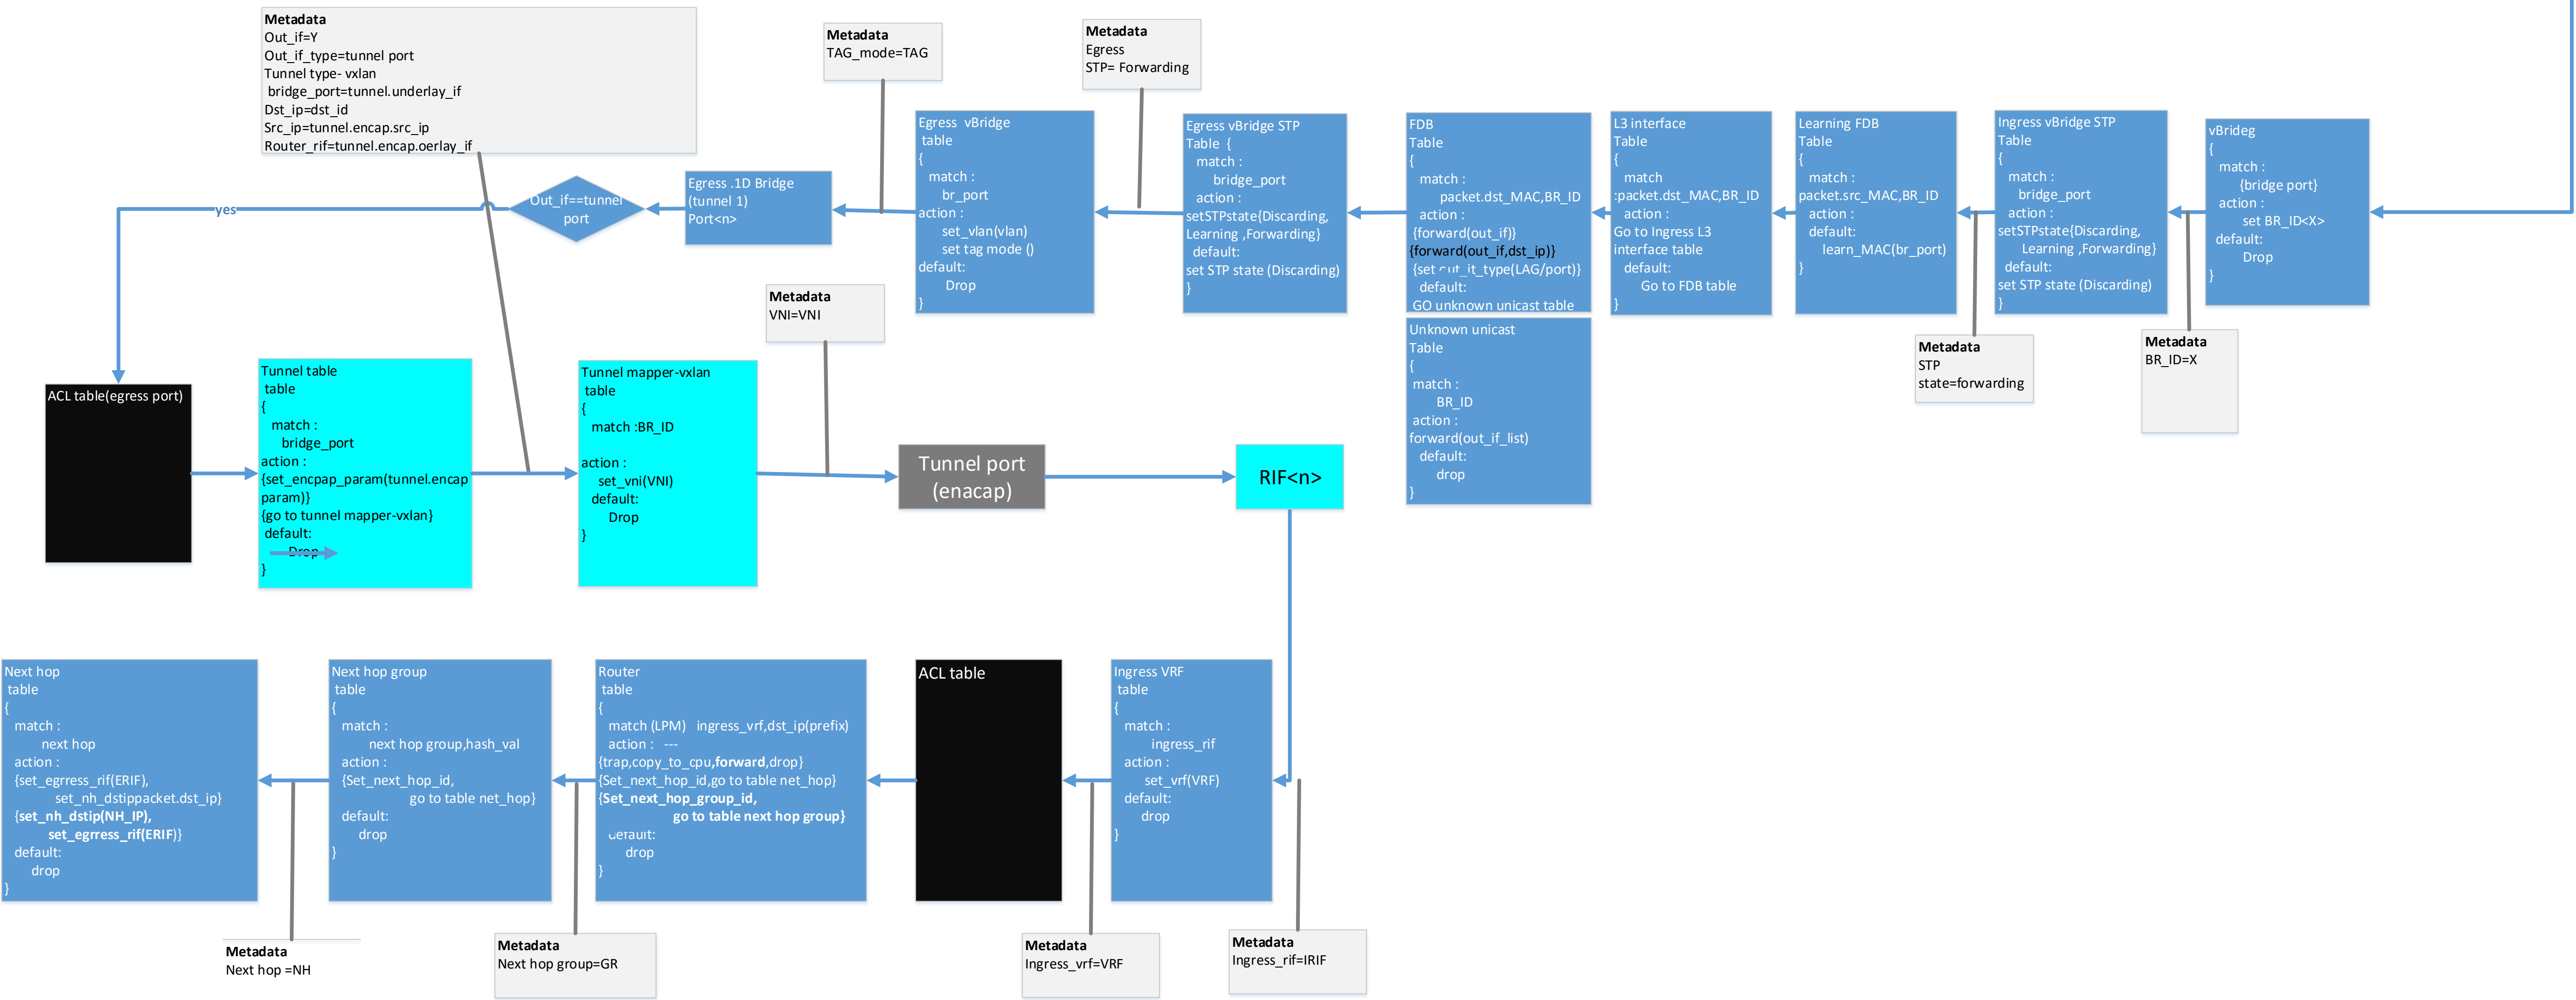 Metadata
Out_if=Y
Out_if_type=tunnel port
Tunnel type- vxlan
bridge_port=tunnel.underlay_if
Dst_ip=dst_id
Src_ip=tunnel.encap.src_ip
Router_rif=tunnel.encap.oerlay_if
Metadata
TAG_mode=TAG
Metadata
Egress
STP= Forwarding
vBrideg
{
match :
{bridge port}
action :
set BR_ID<X>
default:
Drop
}
Metadata
BR_ID=X
Ingress vBridge STP
Table
{
match :
bridge_port
action :
setSTPstate{Discarding,
Learning ,Forwarding}
default:
set STP state (Discarding)
}
Metadata
STP
state=forwarding
Learning FDB
Table
{
match :
packet.src_MAC,BR_ID
action :
default:
learn_MAC(br_port)
}
L3 interface
Table
{
match
:packet.dst_MAC,BR_ID
action :
Go to Ingress L3
interface table
default:
Go to FDB table
}
FDB
Table
{
match :
packet.dst_MAC,BR_ID
action :
{forward(out_if)}
{forward(out_if,dst_ip)}
{set out_it_type(LAG/port)}
default:
GO unknown unicast table
Unknown unicast
Table
{
match :
BR_ID
action :
forward(out_if_list)
default:
drop
}
Egress vBridge STP
Table {
match :
bridge_port
action :
setSTPstate{Discarding,
Learning ,Forwarding}
default:
set STP state (Discarding)
}
Egress vBridge
table
{
match :
br_port
action :
set_vlan(vlan)
set tag mode ()
default:
Drop
}
Egress .1D Bridge
(tunnel 1)
Port<n>
Out_if==tunnel
port
yes
ACL table(egress port)
Tunnel table
table
{
match :
bridge_port
action :
{set_encpap_param(tunnel.encap
param)}
{go to tunnel mapper-vxlan}
default:
Drop
}
Tunnel mapper-vxlan
table
{
match :BR_ID
action :
set_vni(VNI)
default:
Drop
}
Metadata
VNI=VNI
Tunnel port
(enacap)
RIF<n>
Metadata
Ingress_rif=IRIF
Ingress VRF
table
{
match :
ingress_rif
action :
set_vrf(VRF)
default:
drop
}
Metadata
Ingress_vrf=VRF
ACL table
Router
table
{
match (LPM) ingress_vrf,dst_ip(prefix)
action : ---
{trap,copy_to_cpu,forward,drop}
{Set_next_hop_id,go to table net_hop}
{Set_next_hop_group_id,
go to table next hop group}
default:
drop
}
Metadata
Next hop group=GR
Next hop group
table
{
match :
next hop group,hash_val
action :
{Set_next_hop_id,
go to table net_hop}
default:
drop
}
Metadata
Next hop =NH
Next hop
table
{
match :
next hop
action :
{set_egrress_rif(ERIF),
set_nh_dstippacket.dst_ip}
{set_nh_dstip(NH_IP),
set_egrress_rif(ERIF)}
default:
drop
}